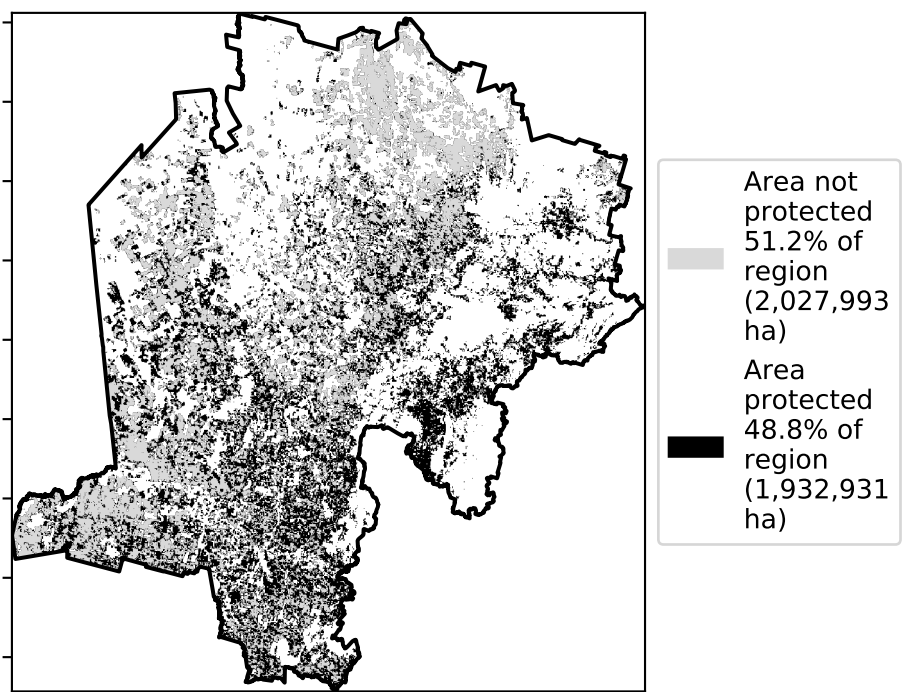 Area not
protected
51.2% of
region
(2,027,993
ha)
Area
protected
48.8% of
region
(1,932,931
ha)